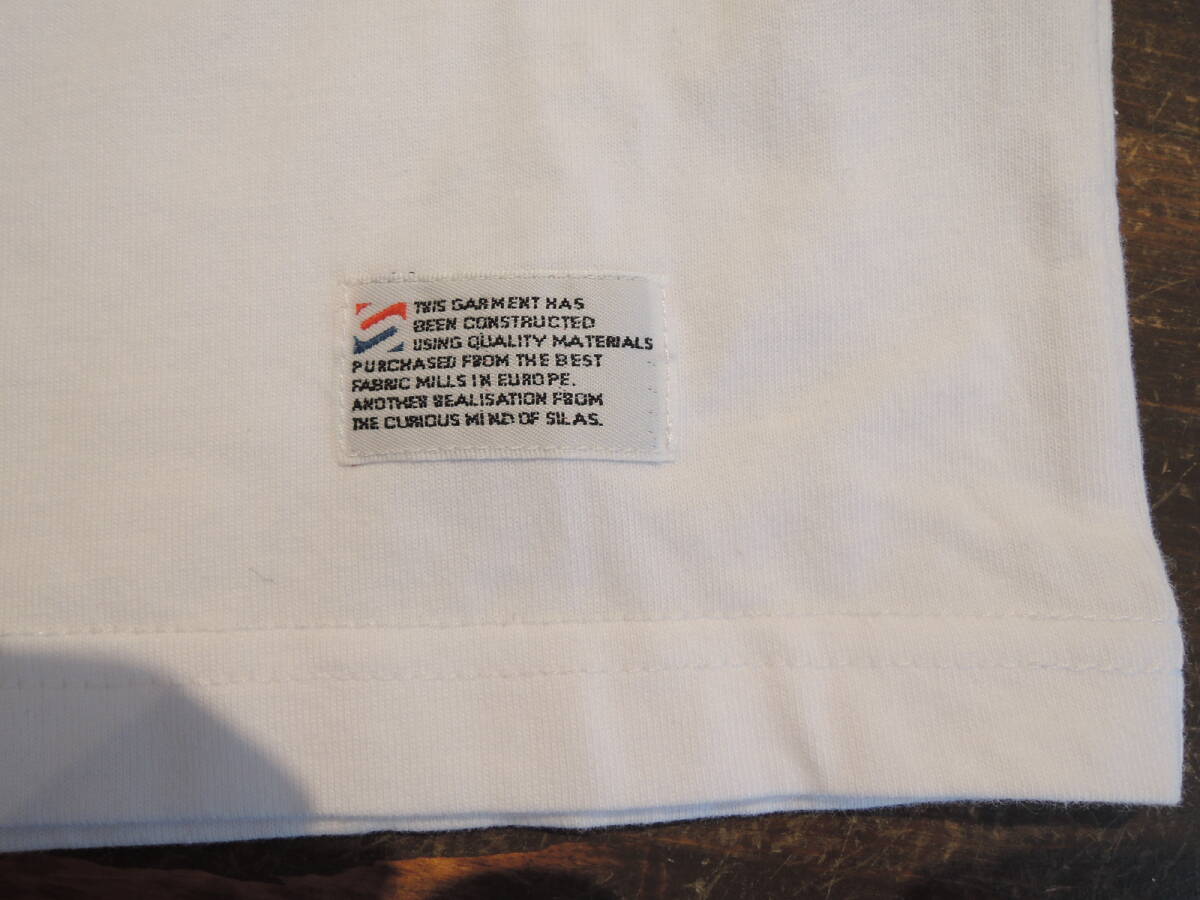 THIS GARMENT HAS
BEEN CONSTRUCTED
USING QUALITY MATERIALS
PURCHASED FROM THE BEST
FABRIC MILLS IN EUROPE.
ANOTHER REALISATION FROM
THE CURIOUS MIND OF SILAS.